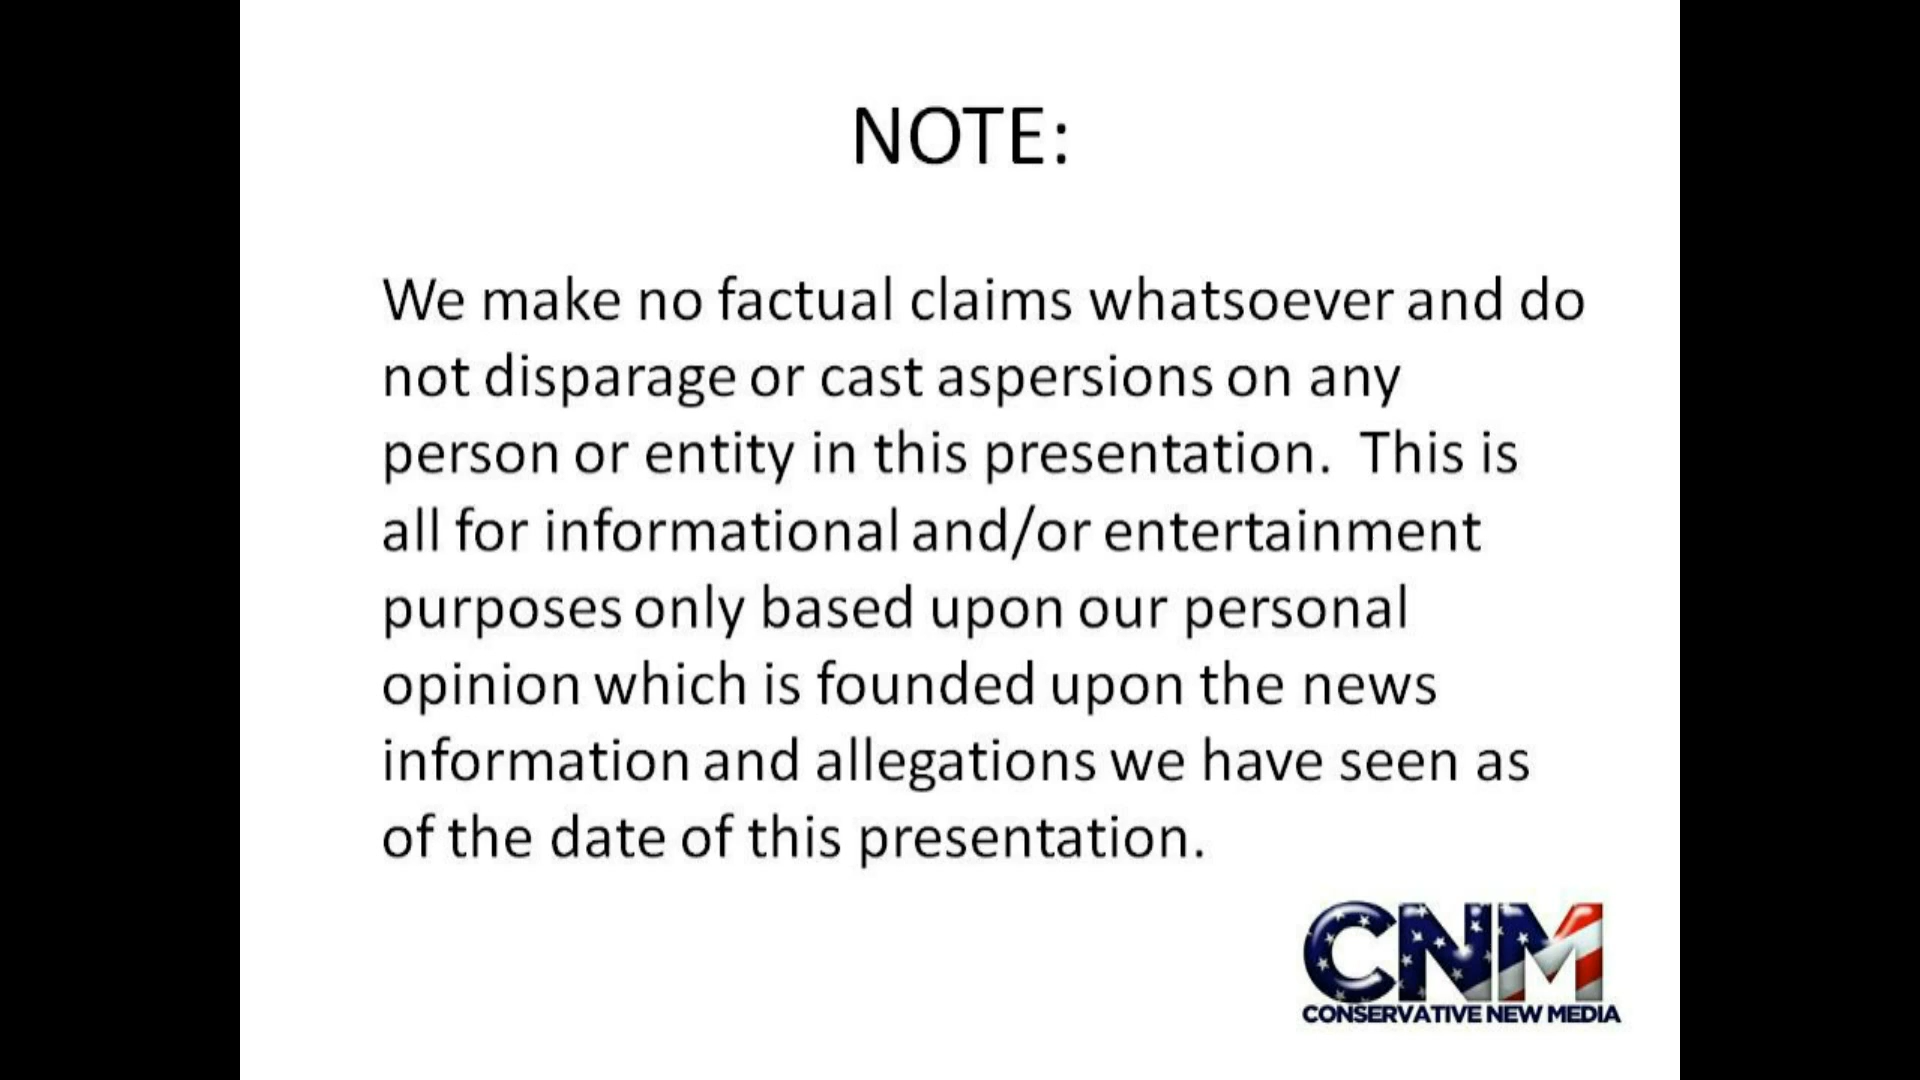 NOTE:
We make no factual claims whatsoever and do
not disparage or cast aspersions on any
person or entity in this presentation.  This is
all for informational and/or entertainment
purposes only based upon our personal
opinion which is founded upon the news
information and allegations we have seen as
of the date of this presentation.
CNM
CONSERVATIVE NEW MEDIA